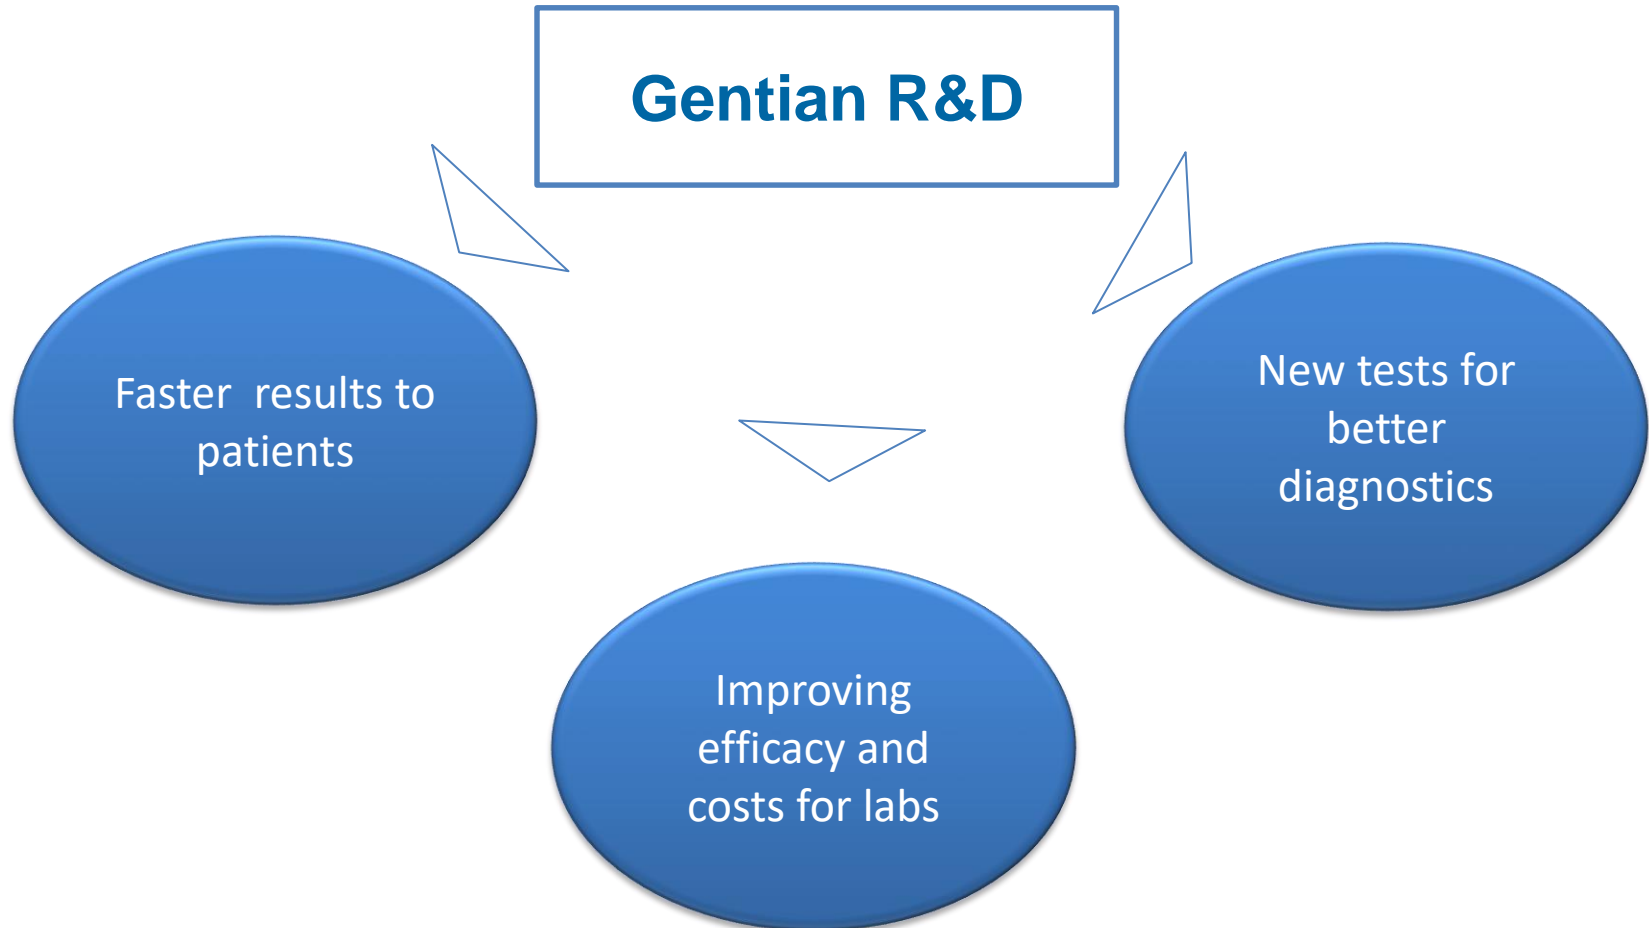 Gentian R&D
Faster  results to
patients
New tests for
better
diagnostics
Improving
efficacy and
costs for labs